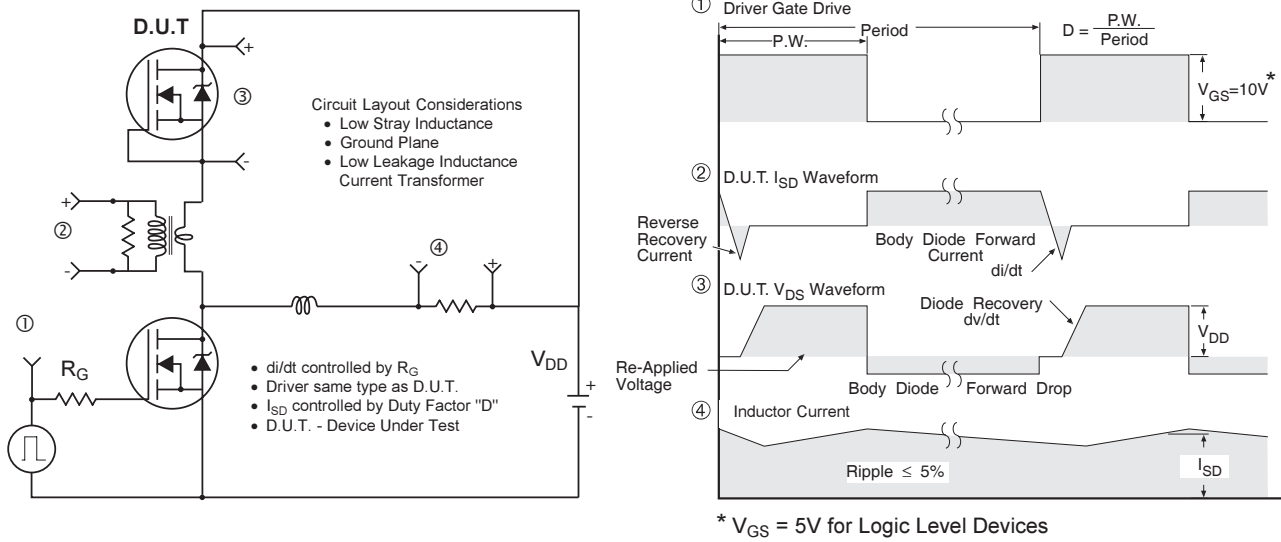 D.U.T
+
③
-
Circuit Layout Considerations
• Low Stray Inductance
• Ground Plane
• Low Leakage Inductance
Current Transformer
+
②
-
④
-
+
①
R_G
V_DD
+
-
• di/dt controlled by R_G
• Driver same type as D.U.T.
• I_SD controlled by Duty Factor "D"
• D.U.T. - Device Under Test
① Driver Gate Drive
Period
P.W.
D = P.W.
Period
V_GS=10V*
② D.U.T. I_SD Waveform
Reverse
Recovery
Current
Body Diode Forward
Current
di/dt
③ D.U.T. V_DS Waveform
Diode Recovery
dv/dt
V_DD
Re-Applied
Voltage
Body Diode Forward Drop
④ Inductor Current
Ripple ≤ 5%
I_SD
* V_GS = 5V for Logic Level Devices